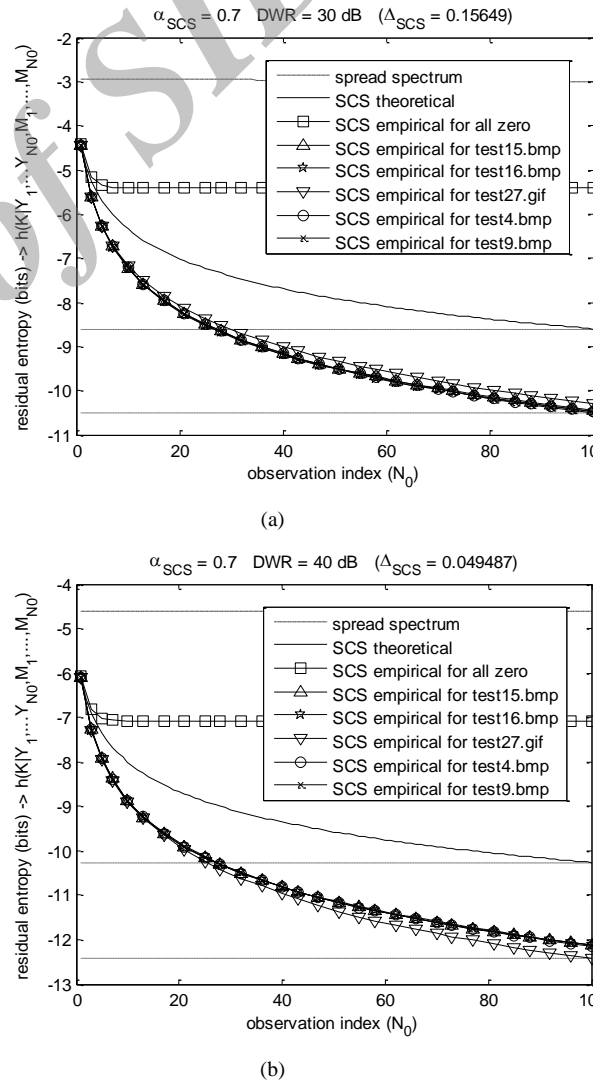 of si
α_SCS = 0.7 DWR = 30 dB (Δ_SCS = 0.15649)
-2
-3
-4
-5
-6
-7
-8
-9
-10
-11
residual entropy (bits) -> h(K|Y_1,...Y_N0,M_1,...,M_N0)
spread spectrum
SCS theoretical
SCS empirical for all zero
SCS empirical for test15.bmp
SCS empirical for test16.bmp
SCS empirical for test27.gif
SCS empirical for test4.bmp
SCS empirical for test9.bmp
0 20 40 60 80 100
observation index (N_0)
(a)
α_SCS = 0.7 DWR = 40 dB (Δ_SCS = 0.049487)
-4
-5
-6
-7
-8
-9
-10
-11
-12
-13
residual entropy (bits) -> h(K|Y_1,...Y_N0,M_1,...,M_N0)
spread spectrum
SCS theoretical
SCS empirical for all zero
SCS empirical for test15.bmp
SCS empirical for test16.bmp
SCS empirical for test27.gif
SCS empirical for test4.bmp
SCS empirical for test9.bmp
0 20 40 60 80 100
observation index (N_0)
(b)